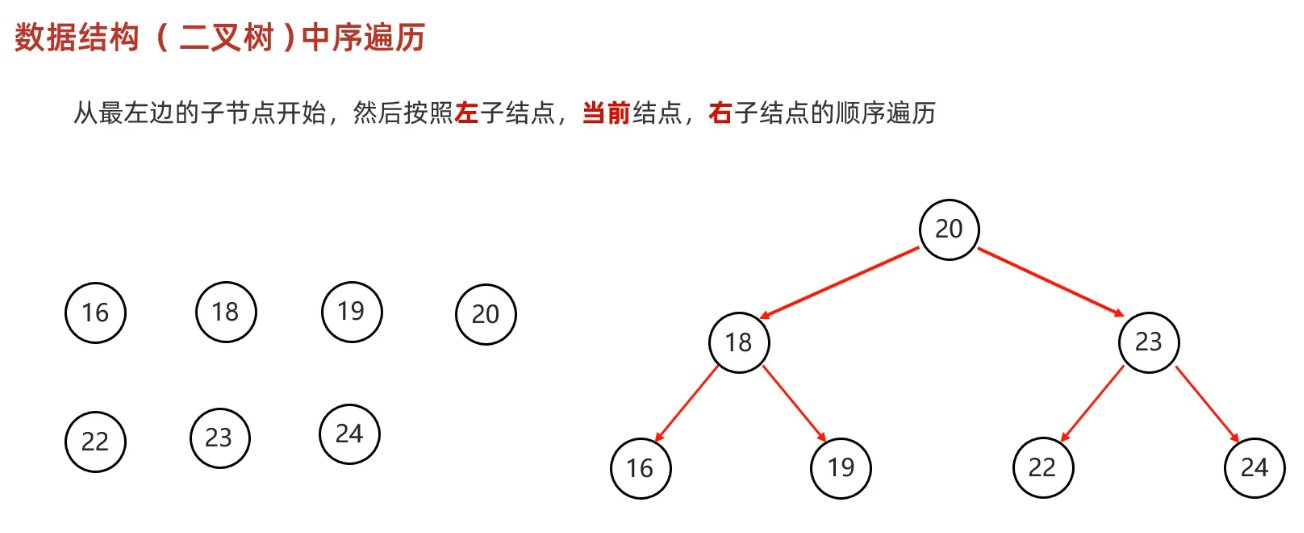 数据结构（二叉树)中序遍历
从最左边的子节点开始，然后按照左子结点，当前结点，右子结点的顺序遍历
16 18 19 20
22 23 24
20
18 23
16 19 22 24